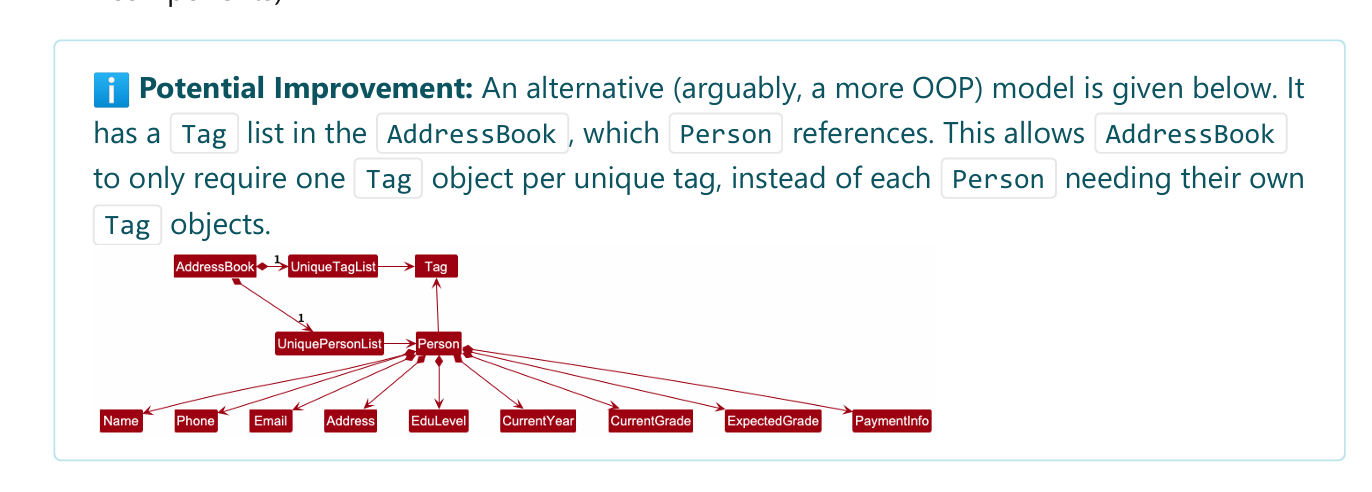 Potential Improvement: An alternative (arguably, a more OOP) model is given below. It
has a Tag list in the AddressBook, which Person references. This allows AddressBook
to only require one Tag object per unique tag, instead of each Person needing their own
Tag objects.
AddressBook 1 UniqueTagList Tag
1
UniquePersonList Person
Name Phone Email Address EduLevel CurrentYear CurrentGrade ExpectedGrade PaymentInfo